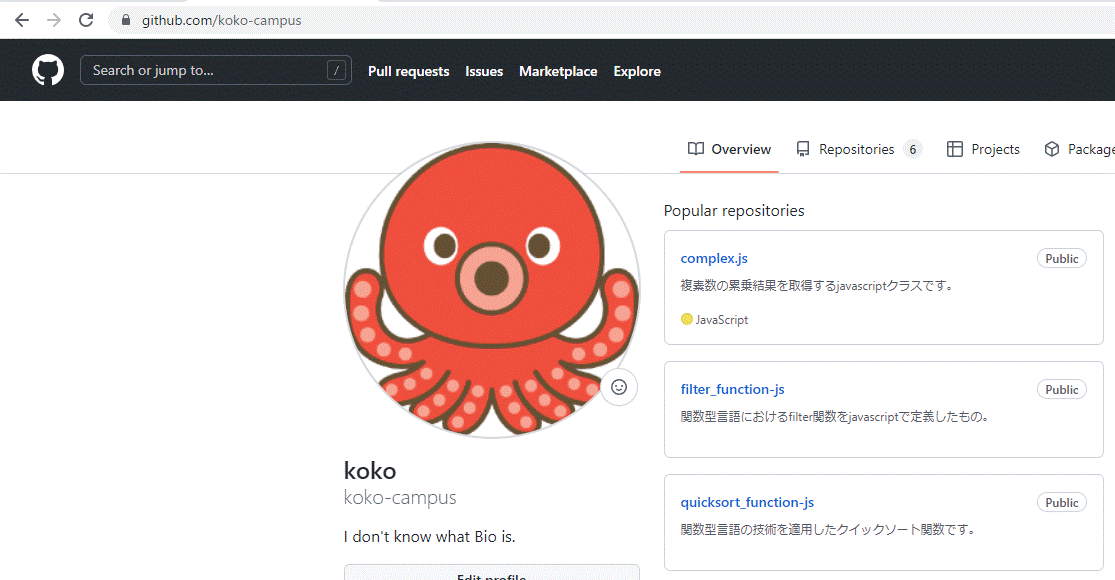 github.com/koko-campus
Search or jump to... /
Pull requests Issues Marketplace Explore
Overview Repositories 6 Projects Package
Popular repositories
complex.js Public
複素数の累乗結果を取得するjavascriptクラスです。
JavaScript
filter_function-js Public
関数型言語におけるfilter関数をjavascriptで定義したもの。
quicksort_function-js Public
関数型言語の技術を適用したクイックソート関数です。
koko
koko-campus
I don't know what Bio is.
Edit profile